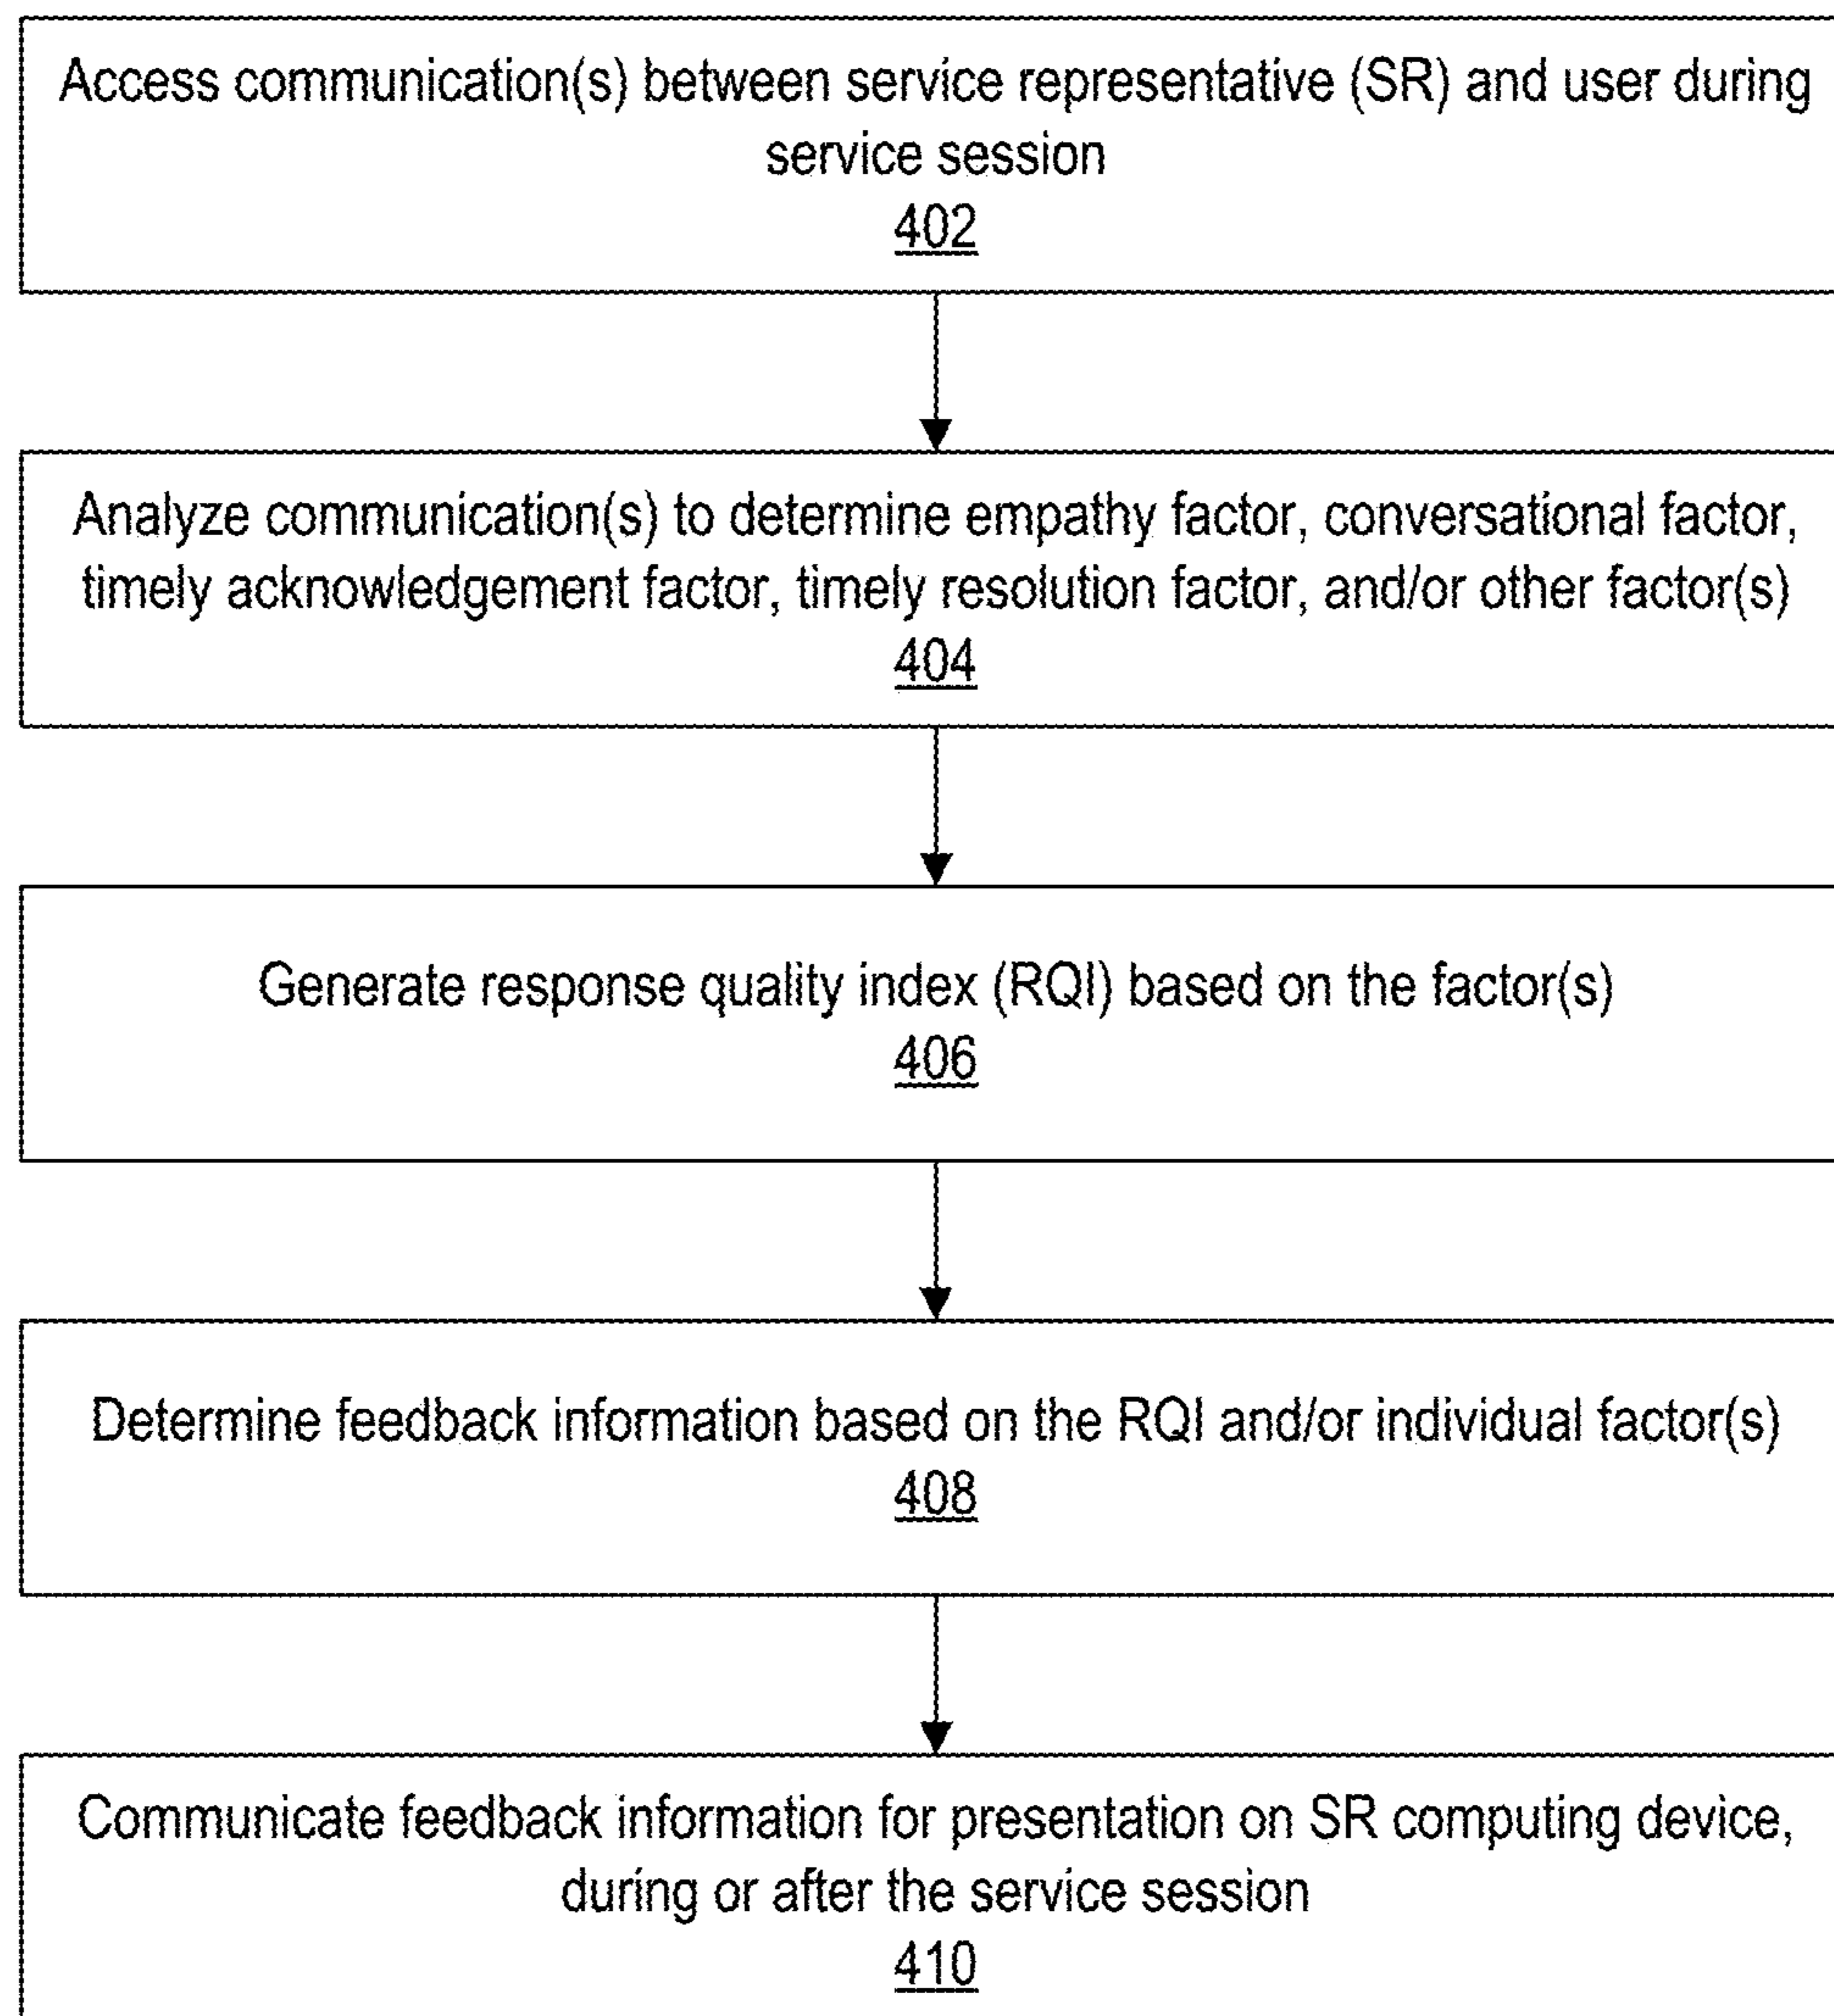 Access communication(s) between service representative (SR) and user during
service session
402
Analyze communication(s) to determine empathy factor, conversational factor,
timely acknowledgement factor, timely resolution factor, and/or other factor(s)
404
Generate response quality index (RQI) based on the factor(s)
406
Determine feedback information based on the RQI and/or individual factor(s)
408
Communicate feedback information for presentation on SR computing device,
during or after the service session
410